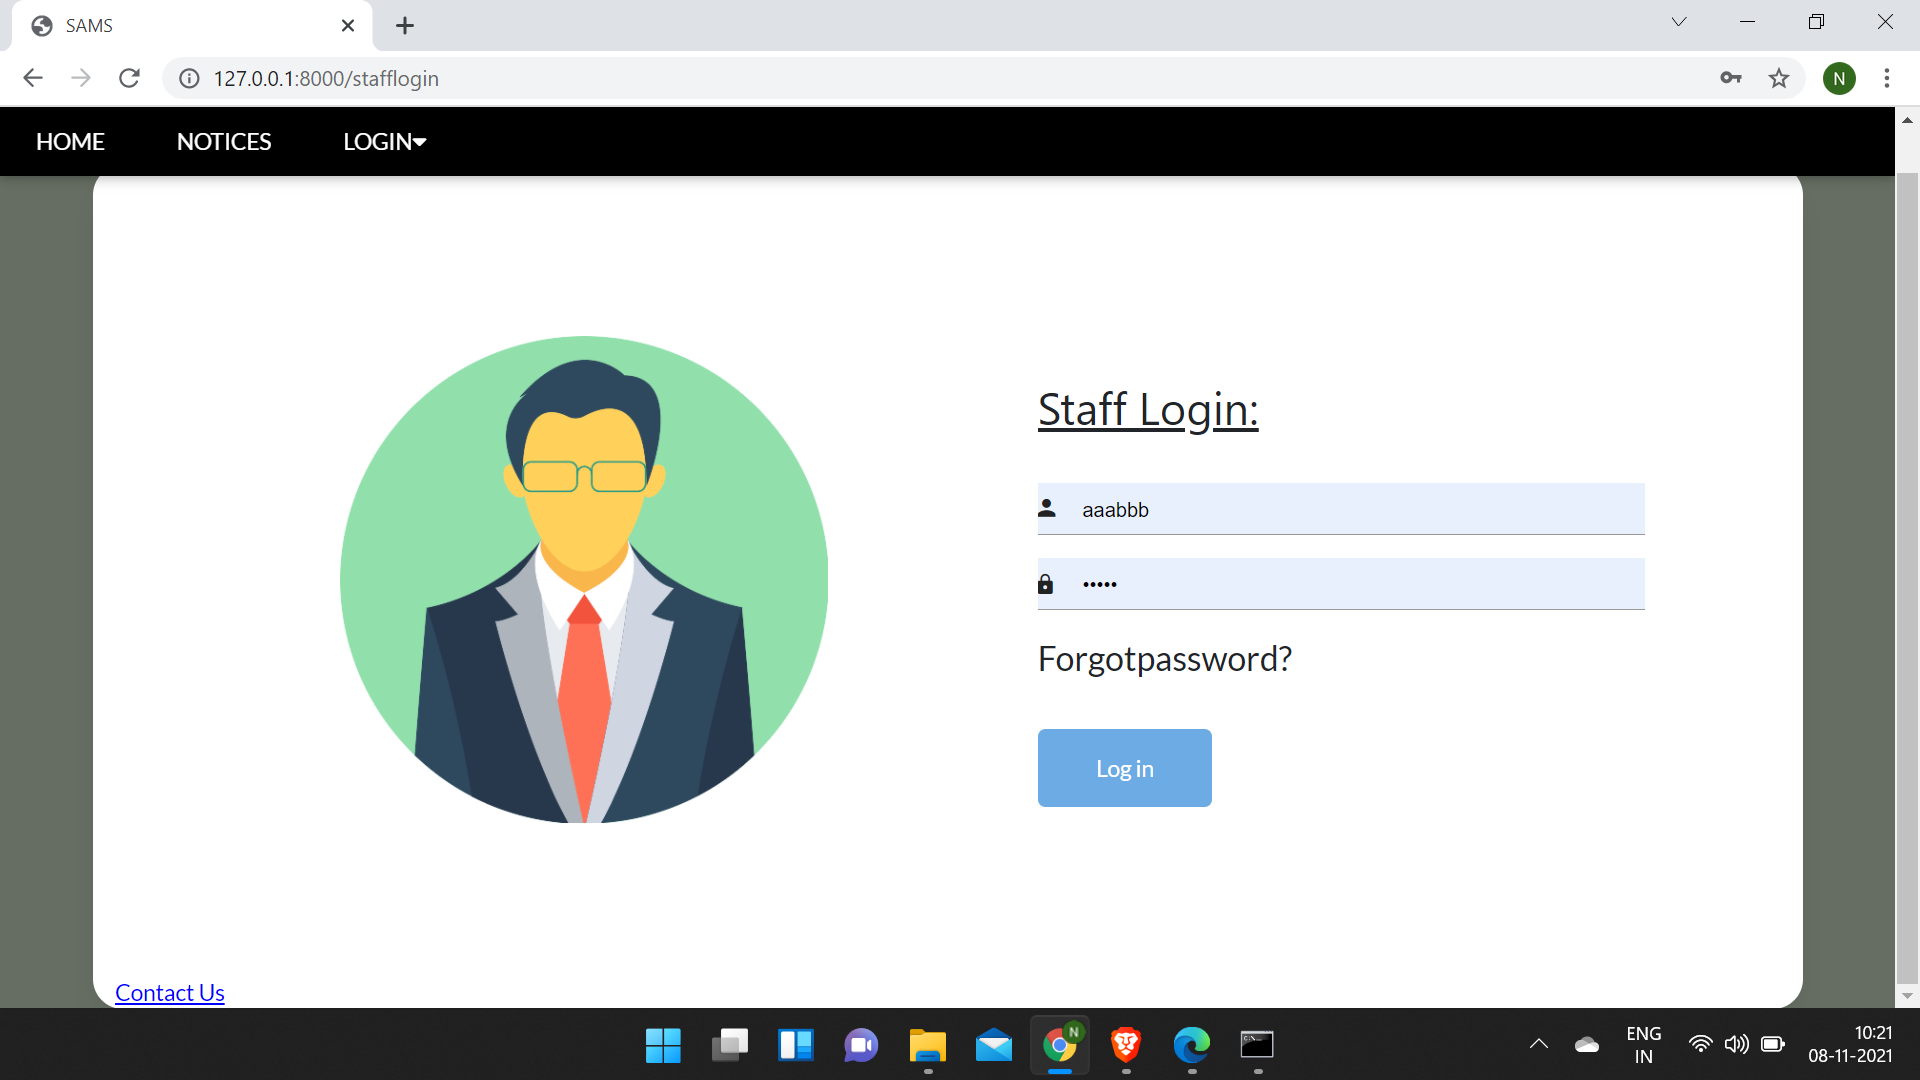 SAMS
127.0.0.1:8000/stafflogin
N
HOME NOTICES LOGIN
Staff Login:
aaabbb
•••••
Forgotpassword?
Log in
Contact Us
N
ENG
IN
10:21
08-11-2021